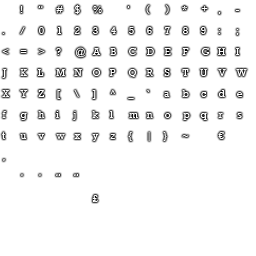 ! " # $ % ' ( ) * + , -
. / 0 1 2 3 4 5 6 7 8 9 : ;
< = > ? @ A B C D E F G H I
J K L M N O P Q R S T U V W
X Y Z [ \ ] ^ _ ` a b c d e
f g h i j k l m n o p q r s
t u v w x y z { | } ~ €
£